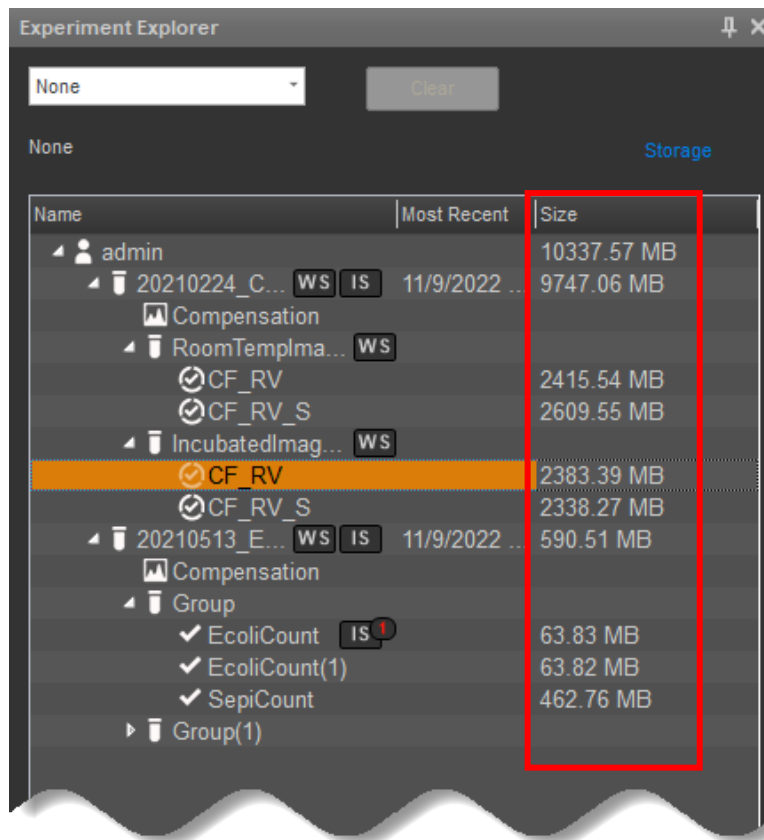 Experiment Explorer
None Clear
None Storage
Name Most Recent Size
admin 10337.57 MB
20210224_C... WS IS 11/9/2022 ... 9747.06 MB
Compensation
RoomTempIma... WS
CF_RV 2415.54 MB
CF_RV_S 2609.55 MB
IncubatedImag... WS
CF_RV 2383.39 MB
CF_RV_S 2338.27 MB
20210513_E... WS IS 11/9/2022 ... 590.51 MB
Compensation
Group
EcoliCount IS 1 63.83 MB
EcoliCount(1) 63.82 MB
SepiCount 462.76 MB
Group(1)